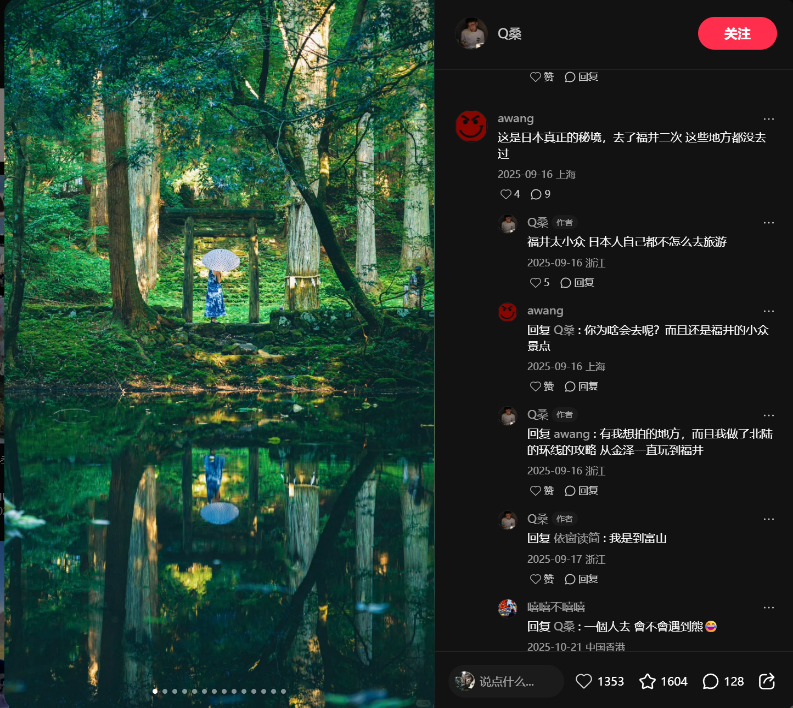 Q桑
关注
赞 回复
awang
这是日本真正的秘境，去了福井二次 这些地方都没去
过
2025-09-16 上海
4 9
Q桑 作者
福井太小众 日本人自己都不怎么去旅游
2025-09-16 浙江
5 回复
awang
回复 Q桑 : 你为啥会去呢？而且还是福井的小众
景点
2025-09-16 上海
赞 回复
Q桑 作者
回复 awang : 有我想拍的地方，而且我做了北陆
的环线的攻略 从金泽一直玩到福井
2025-09-16 浙江
赞 回复
Q桑 作者
回复 依窗读简 : 我是到富山
2025-09-17 浙江
赞 回复
嘻嘻不嘻嘻
回复 Q桑 : 一個人去 會不會遇到熊😂
2025-10-21 中国香港
说点什么...
1353 1604 128